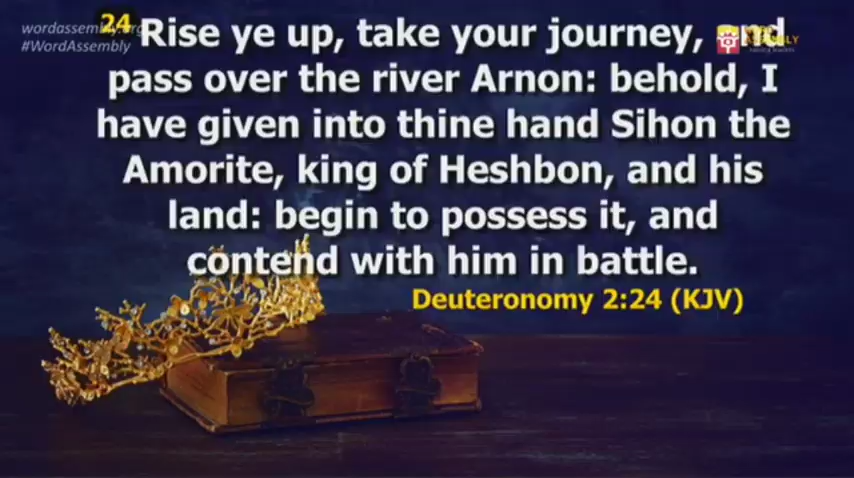 wordassembly.org
#WordAssembly
24 Rise ye up, take your journey, and
pass over the river Arnon: behold, I
have given into thine hand Sihon the
Amorite, king of Heshbon, and his
land: begin to possess it, and
contend with him in battle.
Deuteronomy 2:24 (KJV)